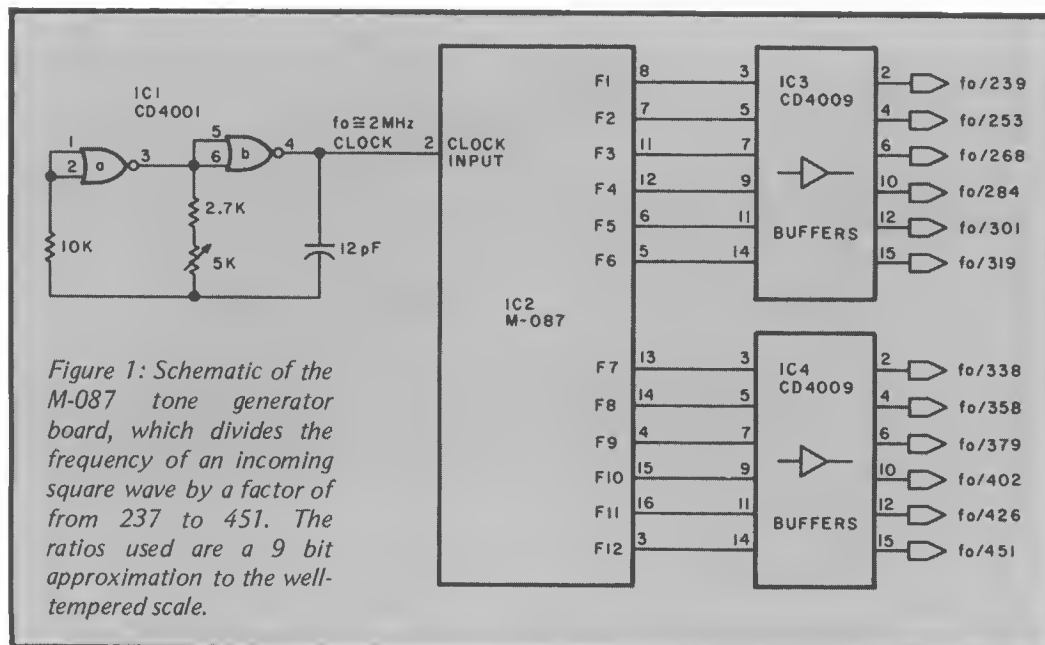 IC1
CD4001
1
2
a
3
5
6
b
4
fo≅2MHz
CLOCK
2
CLOCK
INPUT
10K
2.7K
5K
12pF
IC2
M-087
F1
8
3
F2
7
5
F3
11
7
F4
12
9
F5
6
11
F6
5
14
IC3
CD4009
BUFFERS
2
fo/239
4
fo/253
6
fo/268
10
fo/284
12
fo/301
15
fo/319
F7
13
3
F8
14
5
F9
4
7
F10
15
9
F11
16
11
F12
3
14
IC4
CD4009
BUFFERS
2
fo/338
4
fo/358
6
fo/379
10
fo/402
12
fo/426
15
fo/451
Figure 1: Schematic of the
M-087 tone generator
board, which divides the
frequency of an incoming
square wave by a factor of
from 237 to 451. The
ratios used are a 9 bit
approximation to the well-
tempered scale.